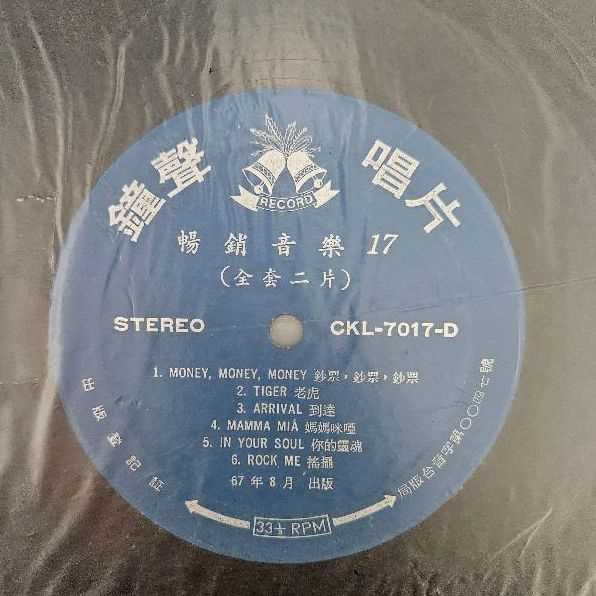 鐘聲 唱片
RECORD
暢銷音樂 17
(全套二片)
STEREO CKL-7017-D
1. MONEY, MONEY, MONEY 鈔票,鈔票,鈔票
2. TIGER 老虎
3. ARRIVAL 到達
4. MAMMA MIÀ 媽媽咪啞
5. IN YOUR SOUL 你的靈魂
6. ROCK ME 搖擺
67 年 8 月 出版
出版登記証
局版台音字第〇〇四七號
33⅓ RPM